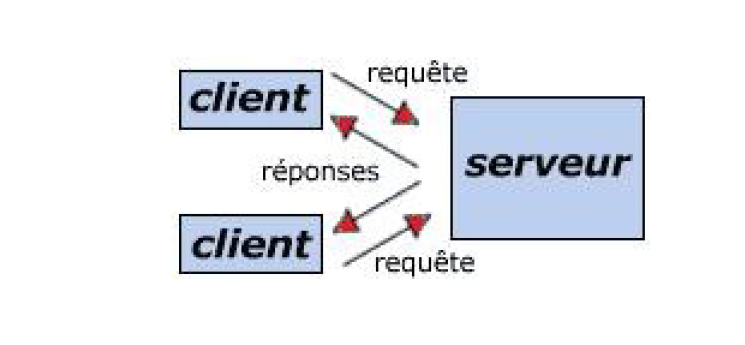 requête
client
serveur
réponses
client
requête